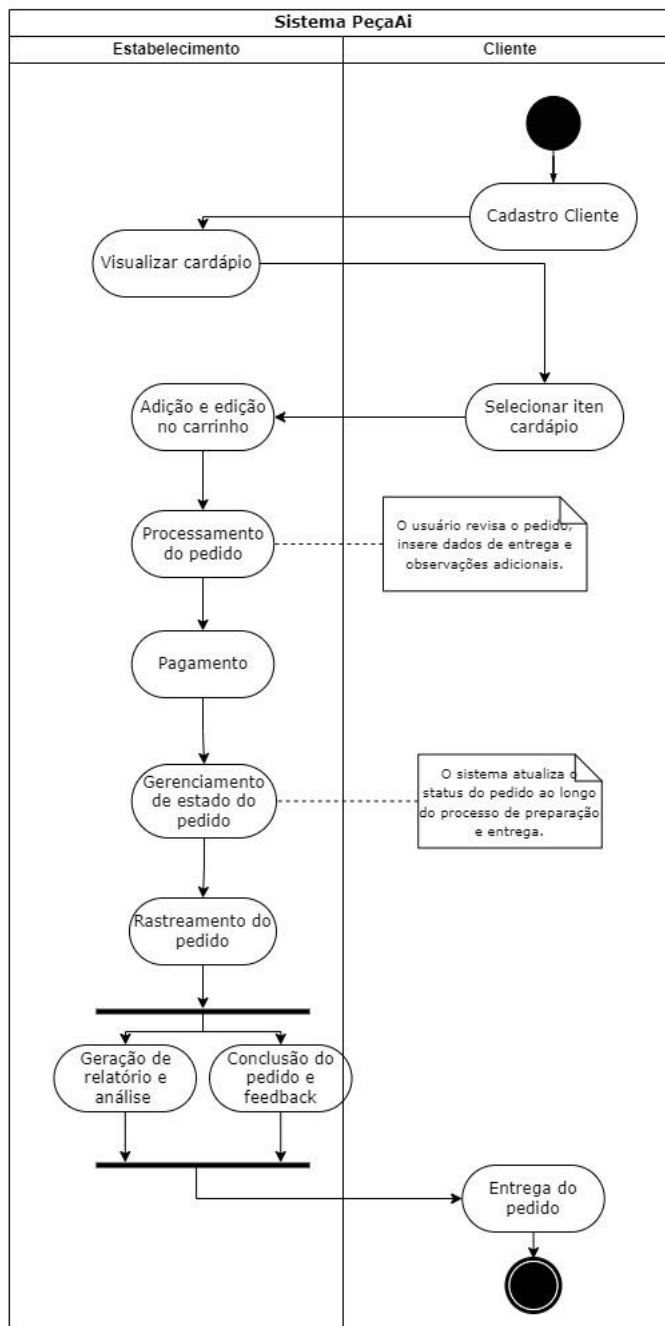 Sistema PeçaAi
Estabelecimento
Cliente
Cadastro Cliente
Visualizar cardápio
Adição e edição
no carrinho
Selecionar iten
cardápio
Processamento
do pedido
O usuário revisa o pedido,
insere dados de entrega e
observações adicionais.
Pagamento
Gerenciamento
de estado do
pedido
O sistema atualiza o
status do pedido ao longo
do processo de preparação
e entrega.
Rastreamento do
pedido
Geração de
relatório e
análise
Conclusão do
pedido e
feedback
Entrega do
pedido